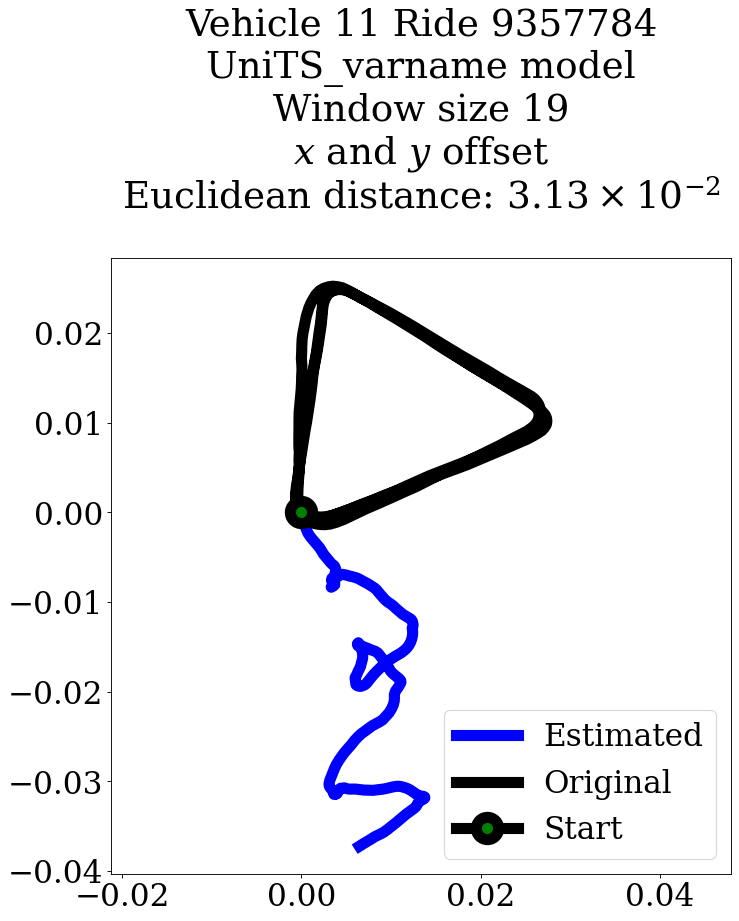 Vehicle 11 Ride 9357784
UniTS_varname model
Window size 19
x and y offset
Euclidean distance: 3.13 × 10⁻²
0.02
0.01
0.00
−0.01
−0.02
−0.03
−0.04
−0.02
0.00
0.02
0.04
Estimated
Original
Start